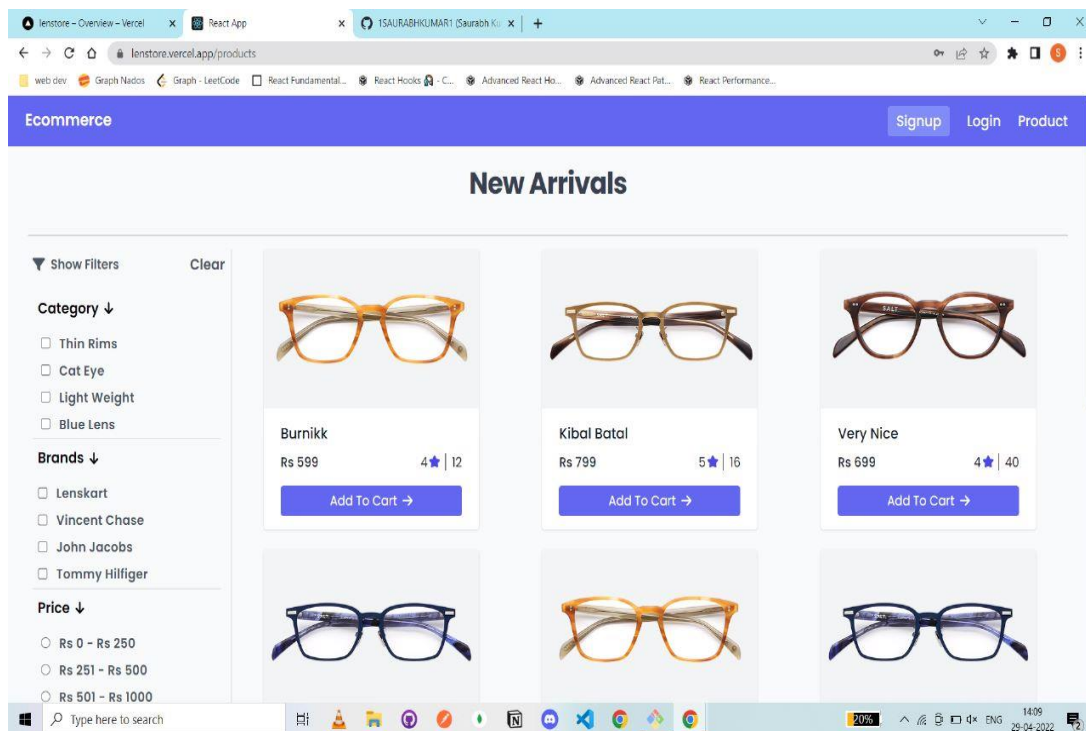 lenstore – Overview – Vercel
React App
1SAURABHKUMAR1 (Saurabh Ku
lenstore.vercel.app/products
S
web dev
Graph Nados
Graph - LeetCode
React Fundamental...
React Hooks
- C...
Advanced React Ho...
Advanced React Pat...
React Performance...
Ecommerce
Signup
Login
Product
New Arrivals
Show Filters
Clear
Category ↓
Thin Rims
Cat Eye
Light Weight
Blue Lens
Brands ↓
Lenskart
Vincent Chase
John Jacobs
Tommy Hilfiger
Price ↓
Rs 0 - Rs 250
Rs 251 - Rs 500
Rs 501 - Rs 1000
SALT
Burnikk
Rs 599
4 | 12
Add To Cart →
Kibal Batal
Rs 799
5 | 16
Add To Cart →
Very Nice
Rs 699
4 | 40
Add To Cart →
Type here to search
20%
ENG
14:09
29-04-2022
2